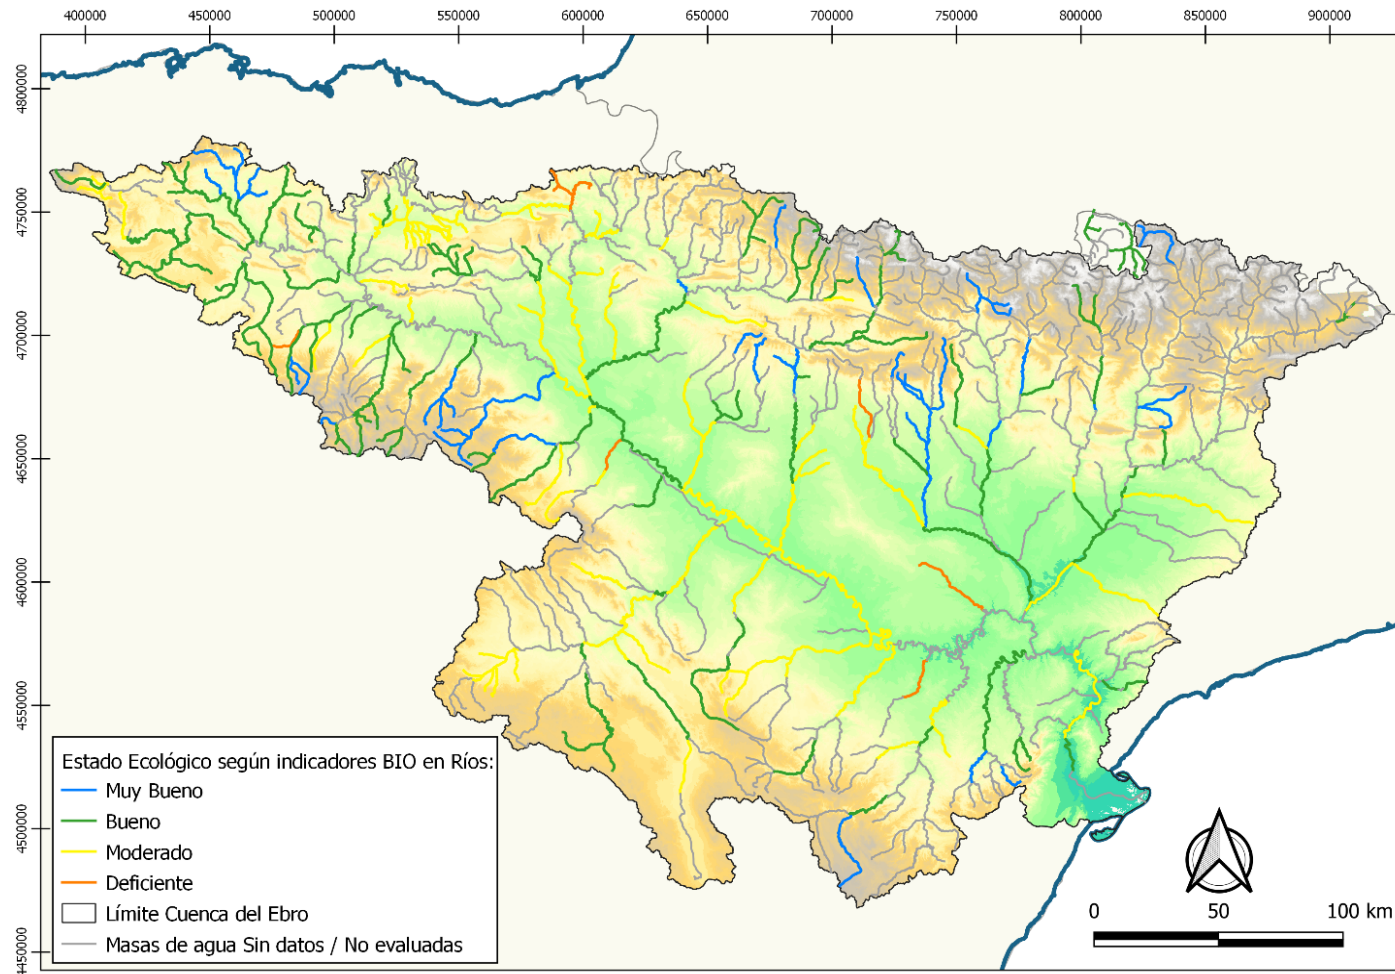 400000 450000 500000 550000 600000 650000 700000 750000 800000 850000 900000
4800000
4750000
4700000
4650000
4600000
4550000
4500000
4450000
Estado Ecológico según indicadores BIO en Ríos:
Muy Bueno
Bueno
Moderado
Deficiente
Límite Cuenca del Ebro
Masas de agua Sin datos / No evaluadas
0 50 100 km